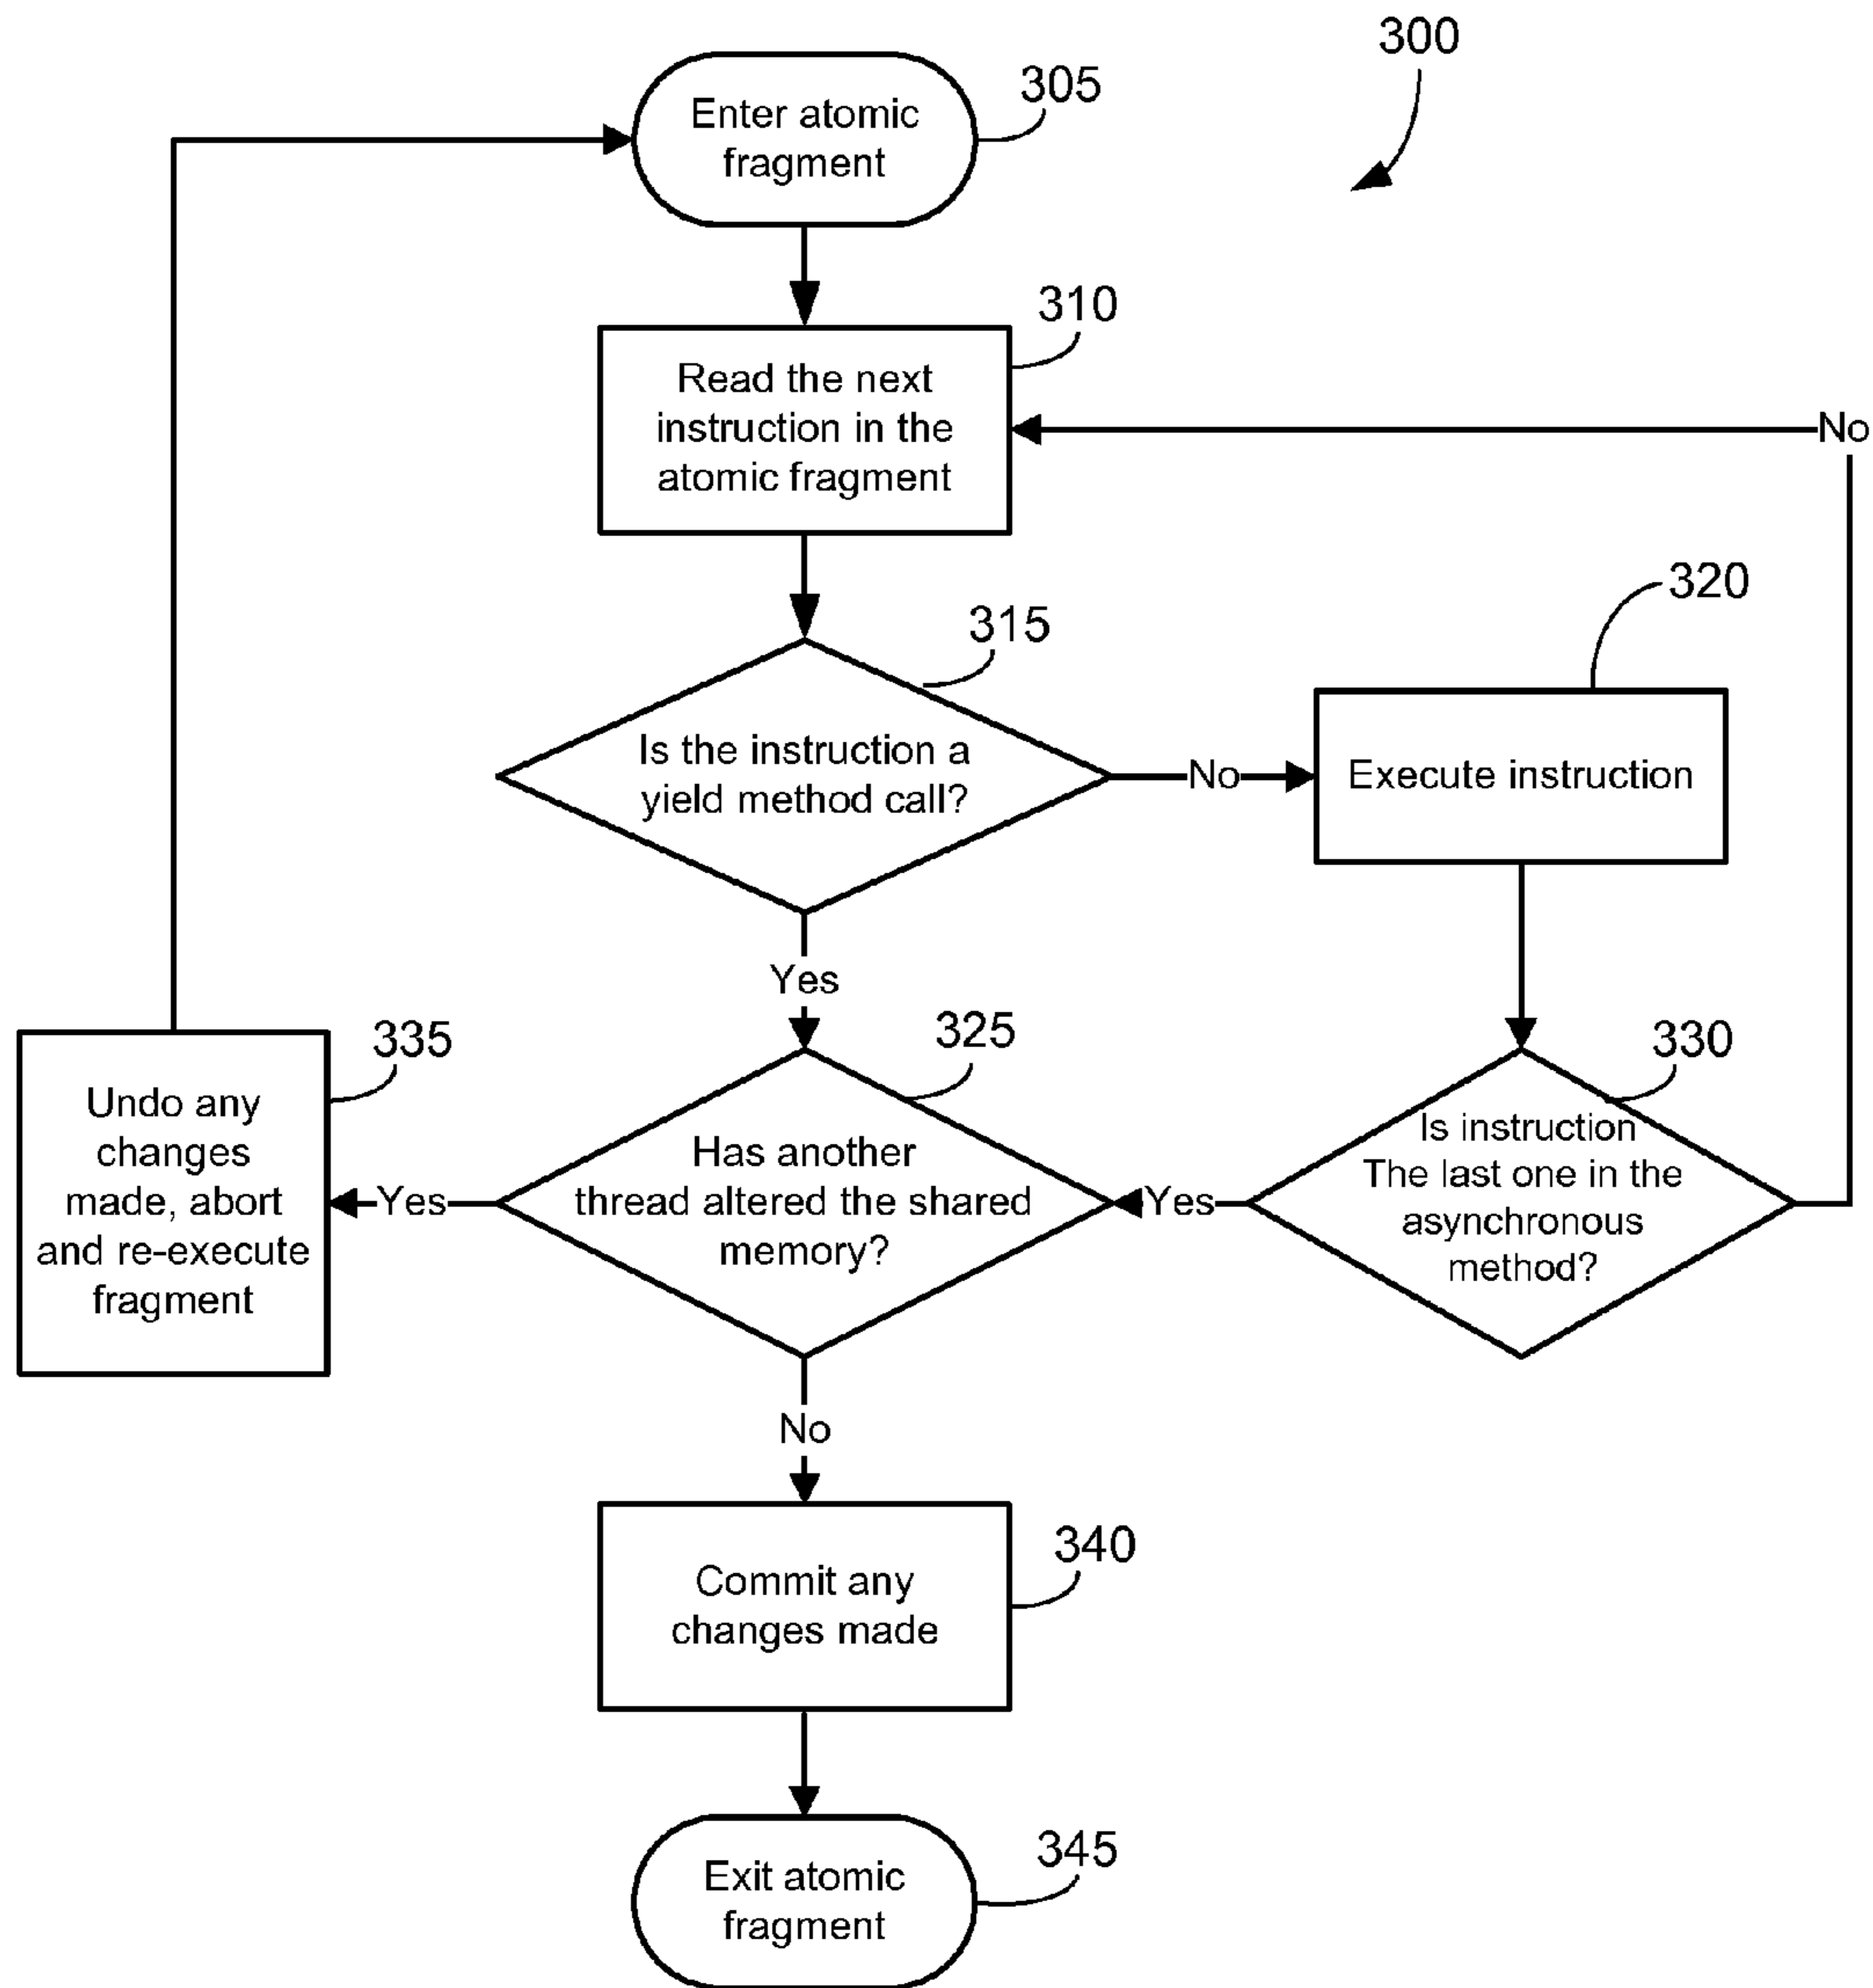 300
305
Enter atomic
fragment
310
Read the next
instruction in the
atomic fragment
No
315
Is the instruction a
yield method call?
No
320
Execute instruction
Yes
325
Has another
thread altered the shared
memory?
Yes
330
Is instruction
The last one in the
asynchronous
method?
Yes
335
Undo any
changes
made, abort
and re-execute
fragment
No
340
Commit any
changes made
345
Exit atomic
fragment